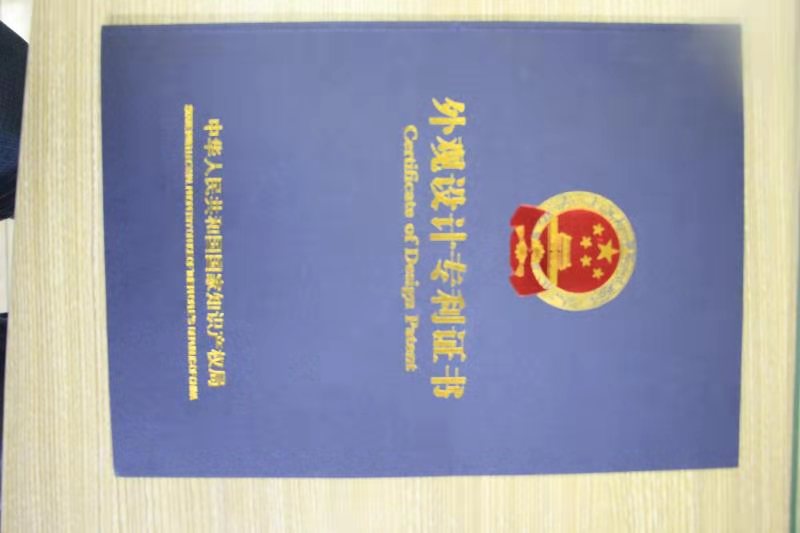 外观设计专利证书
Certificate of Design Patent
中华人民共和国国家知识产权局